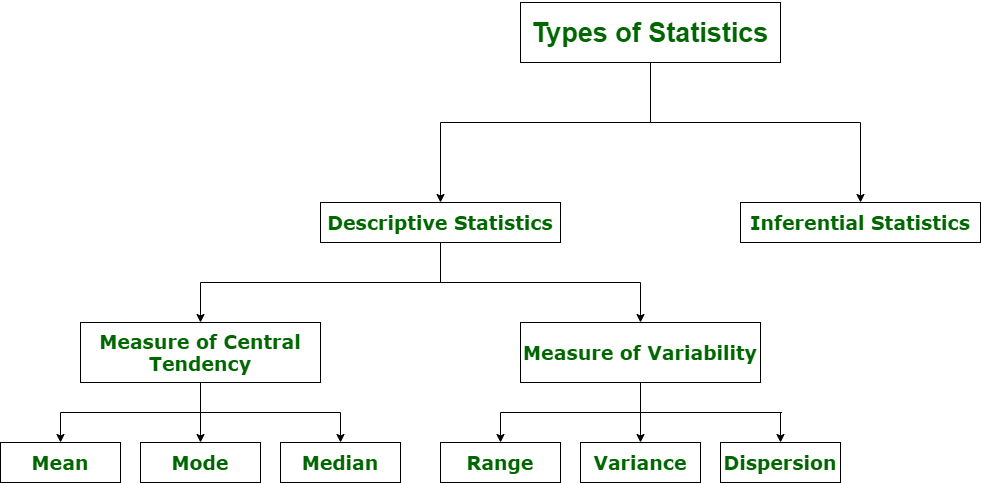 Types of Statistics
Descriptive Statistics
Inferential Statistics
Measure of Central
Tendency
Measure of Variability
Mean
Mode
Median
Range
Variance
Dispersion